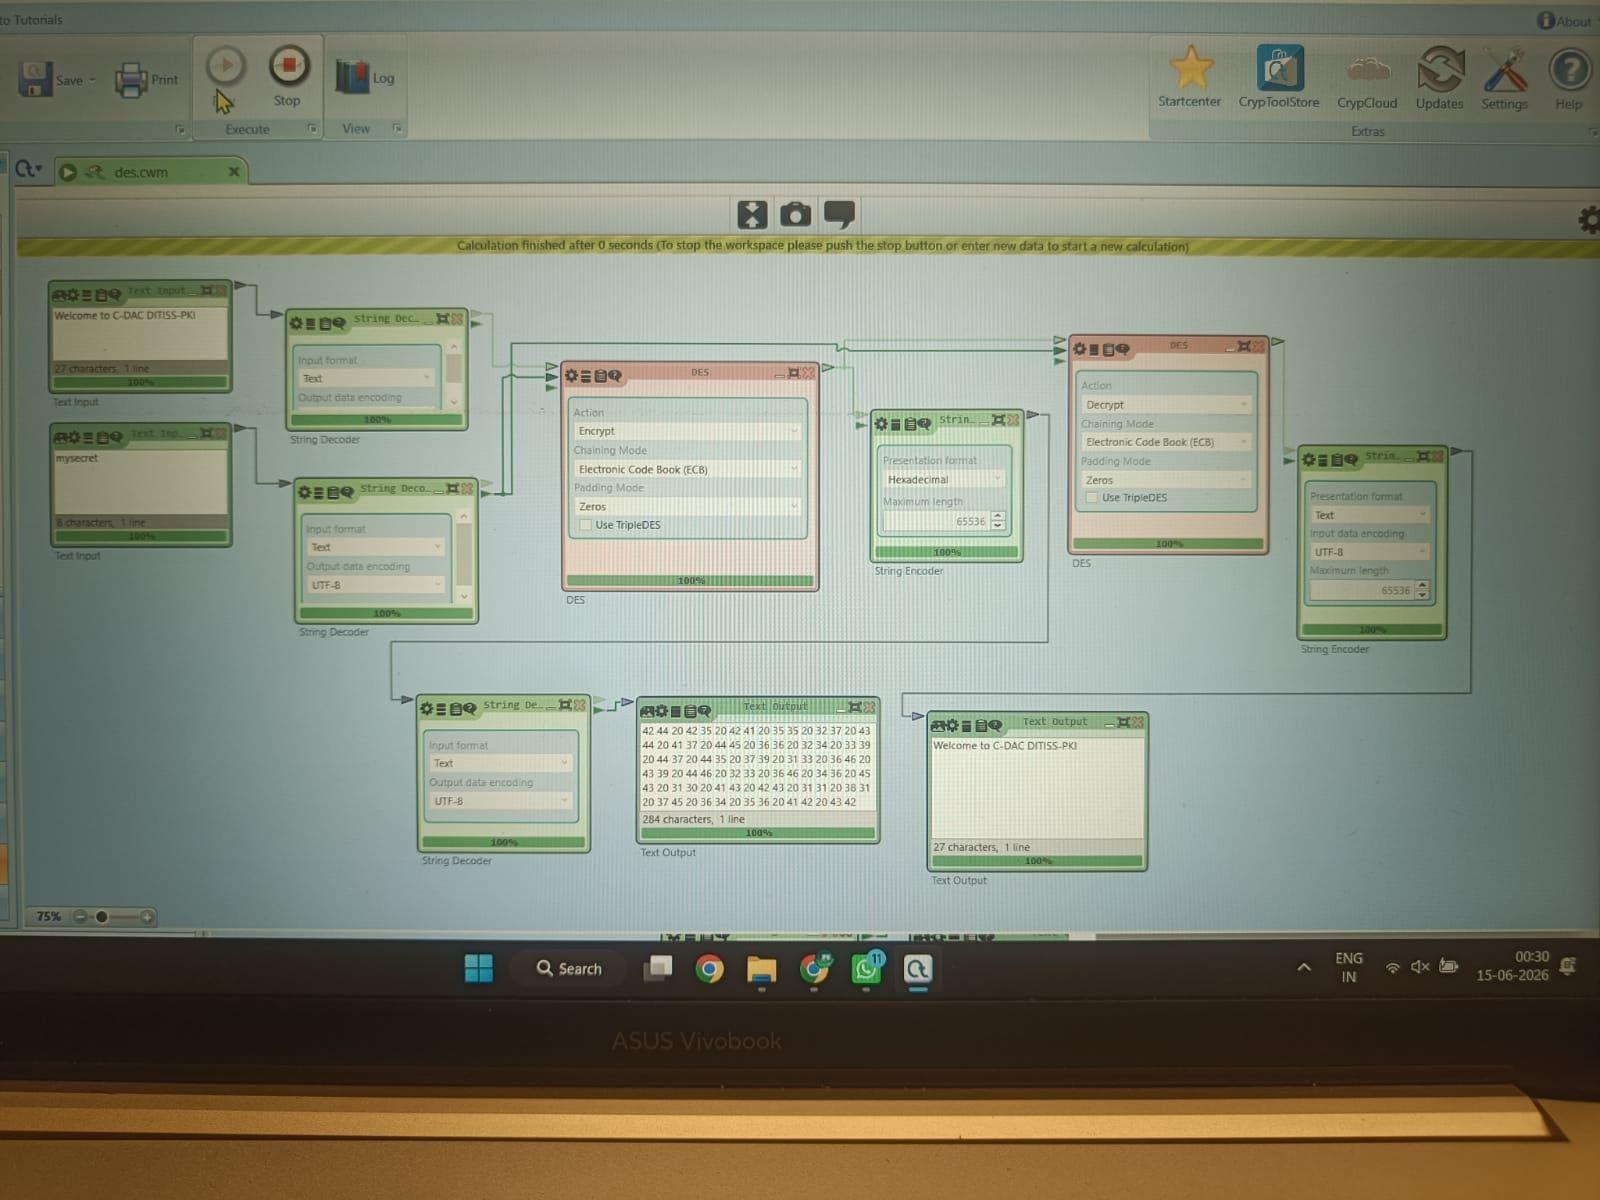 to Tutorials
About
Save
Print
Stop
Log
Execute
View
Startcenter
CrypToolStore
CrypCloud
Updates
Settings
Help
Extras
des.cwm
Calculation finished after 0 seconds (To stop the workspace please push the stop button or enter new data to start a new calculation)
Text Input
Welcome to C-DAC DITISS-PKI
27 characters, 1 line
100%
Text Input
String Dec...
Input format
Text
Output data encoding
100%
String Decoder
Text Inp...
mysecret
8 characters, 1 line
100%
Text Input
String Deco...
Input format
Text
Output data encoding
UTF-8
100%
String Decoder
DES
Action
Encrypt
Chaining Mode
Electronic Code Book (ECB)
Padding Mode
Zeros
Use TripleDES
100%
DES
Strin...
Presentation format
Hexadecimal
Maximum length
65536
100%
String Encoder
DES
Action
Decrypt
Chaining Mode
Electronic Code Book (ECB)
Padding Mode
Zeros
Use TripleDES
100%
DES
Strin...
Presentation format
Text
Input data encoding
UTF-8
Maximum length
65536
100%
String Encoder
String De...
Input format
Text
Output data encoding
UTF-8
100%
String Decoder
Text Output
42 44 20 42 35 20 42 41 20 35 35 20 32 37 20 43
44 20 41 37 20 44 45 20 36 36 20 32 34 20 33 39
20 44 37 20 44 35 20 37 39 20 31 33 20 36 46 20
43 39 20 44 46 20 32 33 20 36 46 20 34 36 20 45
43 20 31 30 20 41 43 20 42 43 20 31 31 20 38 31
20 37 45 20 36 34 20 35 36 20 41 42 20 43 42
284 characters, 1 line
100%
Text Output
Text Output
Welcome to C-DAC DITISS-PKI
27 characters, 1 line
100%
Text Output
75%
Search
11
ENG
IN
00:30
15-06-2026
ASUS Vivobook